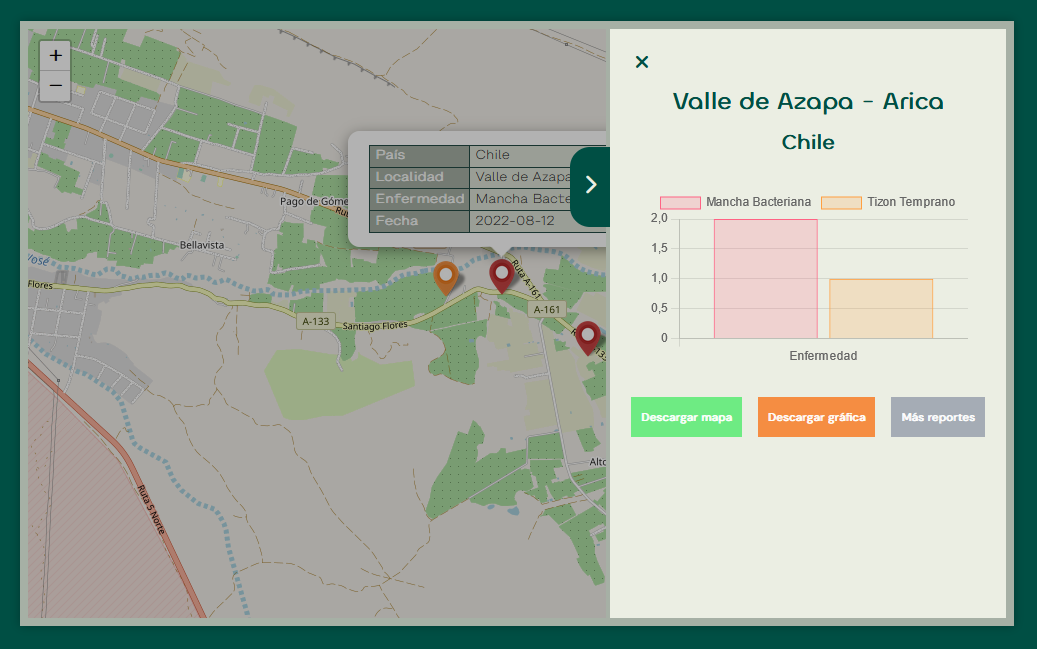 +
−
País Chile
Localidad Valle de Azapa
Enfermedad Mancha Bacte
Fecha 2022-08-12
Pago de Góme
Bellavista
José
Flores
A-133
Santiago Flores
Ruta A-161
A-161
Ruta 5 Norte
Alto
Valle de Azapa - Arica
Chile
Mancha Bacteriana Tizon Temprano
2,0
1,5
1,0
0,5
0
Enfermedad
Descargar mapa Descargar gráfica Más reportes